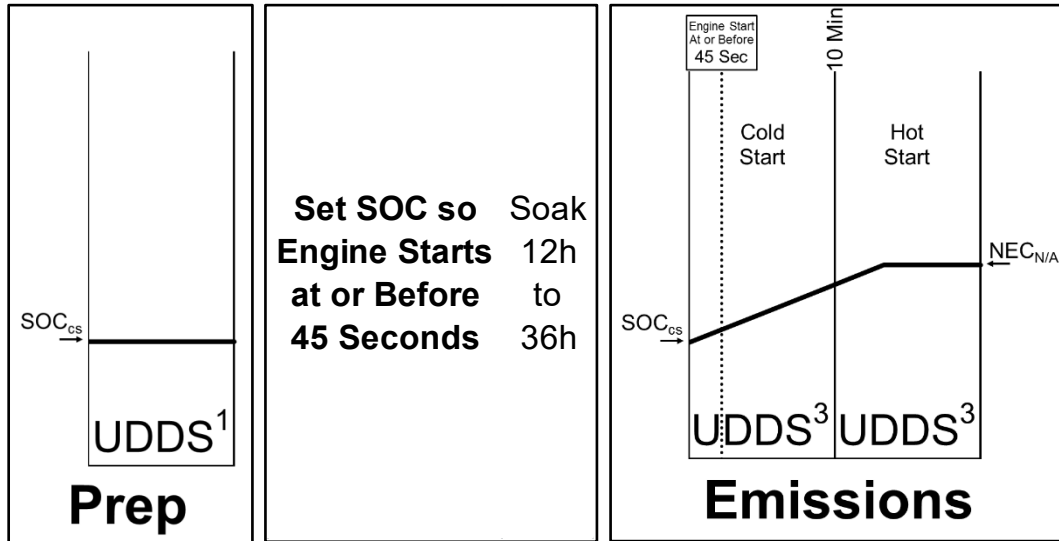 SOCcs
UDDS1
Prep
Set SOC so
Engine Starts
at or Before
45 Seconds
Soak
12h
to
36h
Engine Start
At or Before
45 Sec
10 Min
Cold
Start
Hot
Start
NECN/A
SOCcs
UDDS3
UDDS3
Emissions